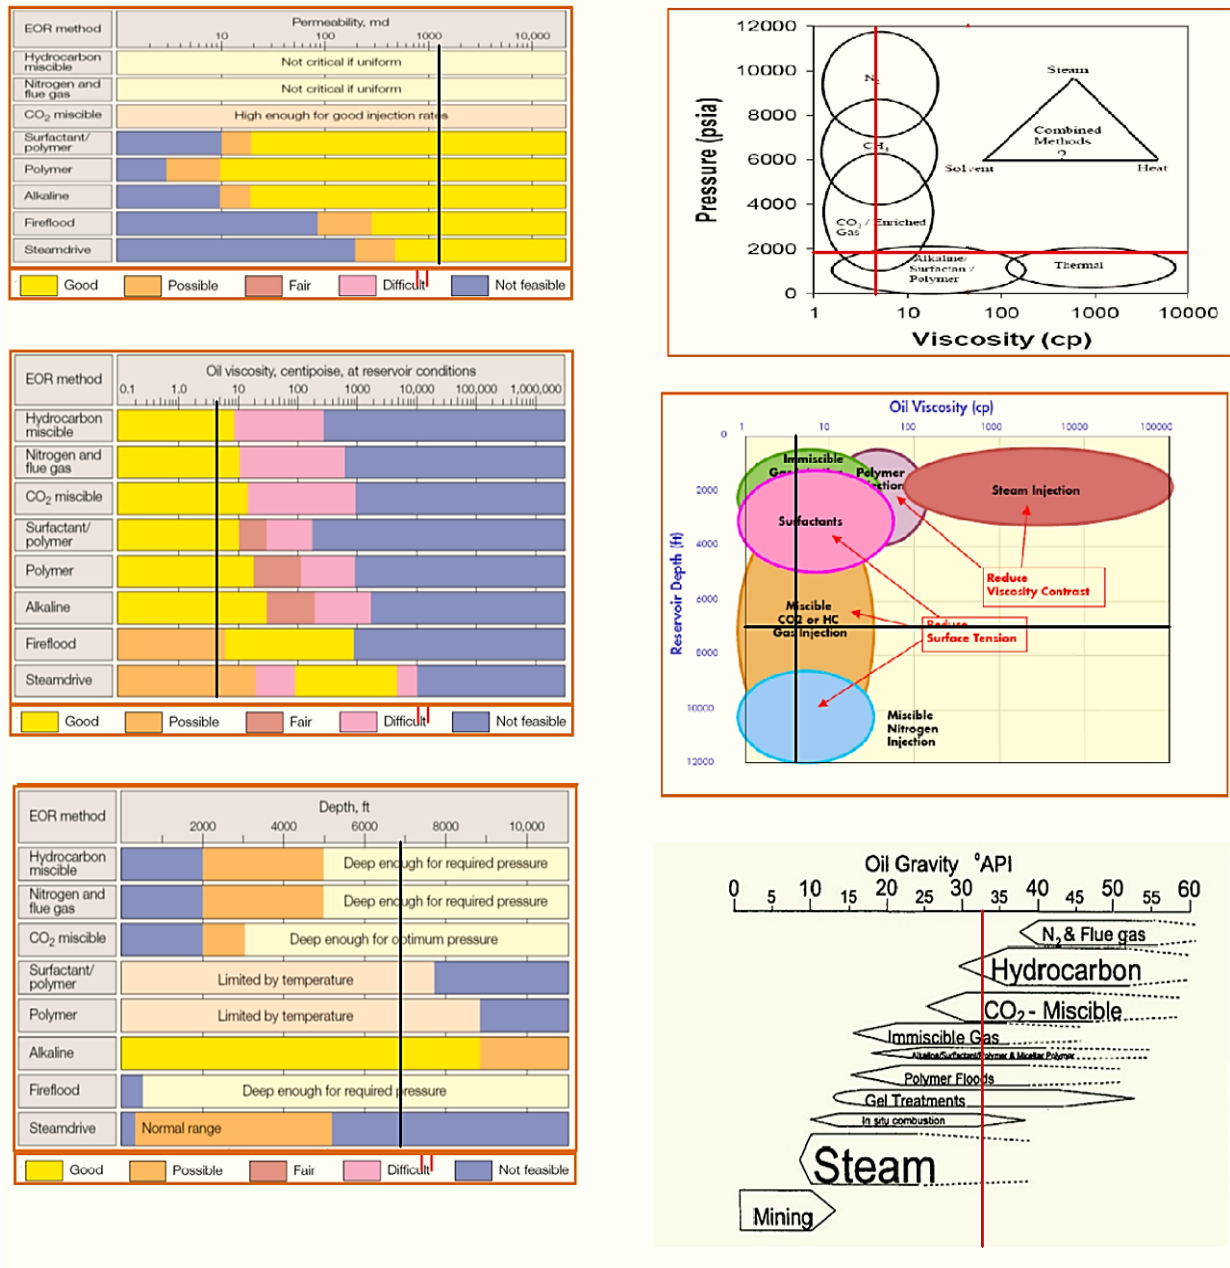 EOR method
Permeability, md
10 100 1000 10,000
Hydrocarbon
miscible
Not critical if uniform
Nitrogen and
flue gas
Not critical if uniform
CO2 miscible
High enough for good injection rates
Surfactant/
polymer
Polymer
Alkaline
Fireflood
Steamdrive
Good Possible Fair Difficult Not feasible
EOR method
Oil viscosity, centipoise, at reservoir conditions
0.1 1.0 10 100 1000 10,000 100,000 1,000,000
Hydrocarbon
miscible
Nitrogen and
flue gas
CO2 miscible
Surfactant/
polymer
Polymer
Alkaline
Fireflood
Steamdrive
Good Possible Fair Difficult Not feasible
EOR method
Depth, ft
2000 4000 6000 8000 10,000
Hydrocarbon
miscible
Deep enough for required pressure
Nitrogen and
flue gas
Deep enough for required pressure
CO2 miscible
Deep enough for optimum pressure
Surfactant/
polymer
Limited by temperature
Polymer
Limited by temperature
Alkaline
Fireflood
Deep enough for required pressure
Steamdrive
Normal range
Good Possible Fair Difficult Not feasible
Pressure (psia)
12000
10000
8000
6000
4000
2000
0
N2
CH4
CO2 / Enriched
Gas
Alkaline/
Surfactant/
Polymer
Thermal
Steam
Combined
Methods
?
Solvent Heat
1 10 100 1000 10000
Viscosity (cp)
Oil Viscosity (cp)
1 10 100 1000 10000 100000
Reservoir Depth (ft)
0
2000
4000
6000
8000
10000
12000
Immiscible
Polymer
Steam Injection
Surfactants
Reduce
Viscosity Contrast
Miscible
CO2 or HC
Gas Injection
Reduce
Surface Tension
Miscible
Nitrogen
Injection
Oil Gravity °API
0 5 10 15 20 25 30 35 40 45 50 55 60
N2 & Flue gas
Hydrocarbon
CO2 - Miscible
Immiscible Gas
Alkaline/Surfactant/Polymer & Micellar Polymer
Polymer Floods
Gel Treatments
In situ combustion
Steam
Mining